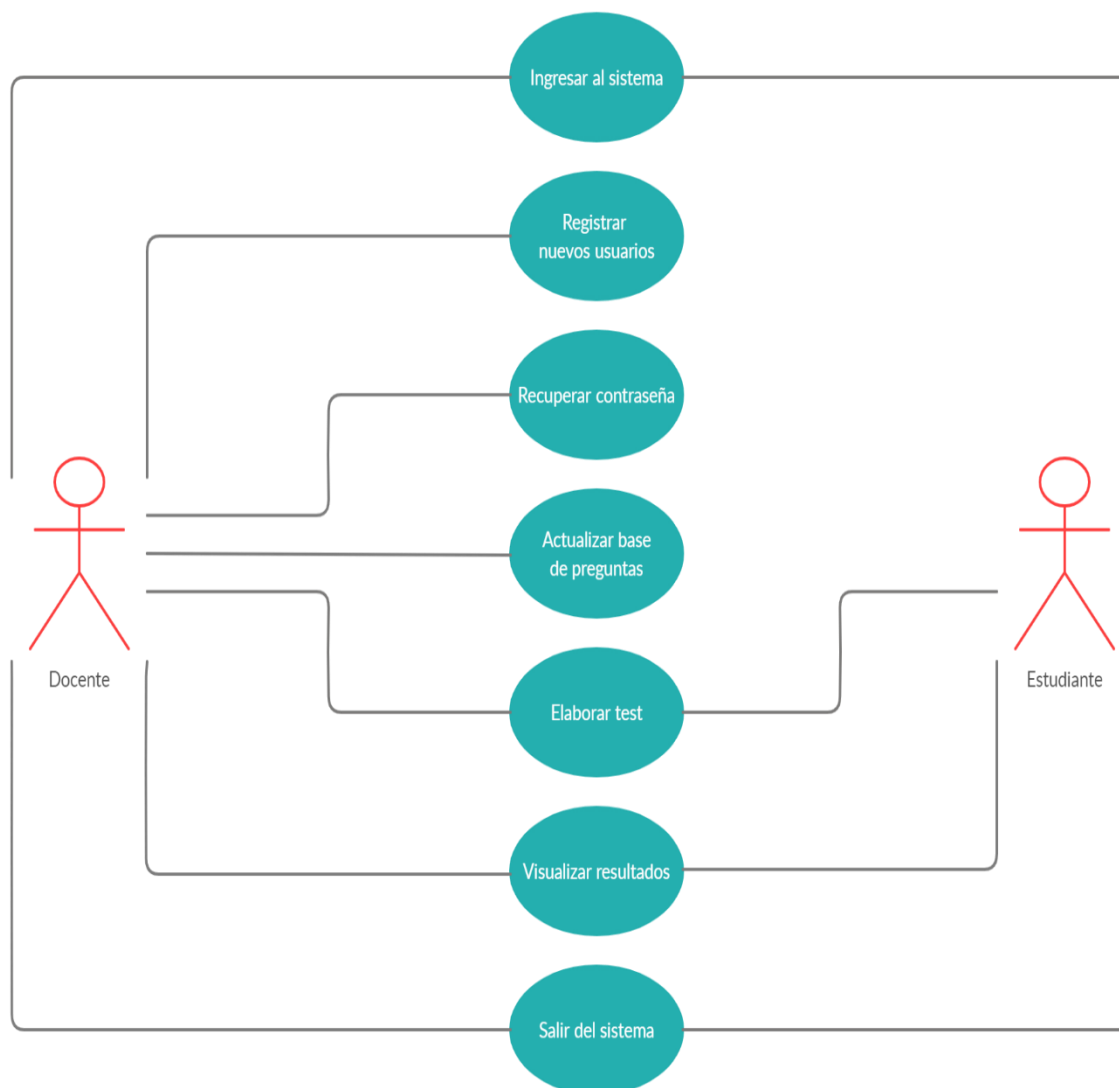 Ingresar al sistema
Registrar
nuevos usuarios
Recuperar contraseña
Actualizar base
de preguntas
Docente
Estudiante
Elaborar test
Visualizar resultados
Salir del sistema